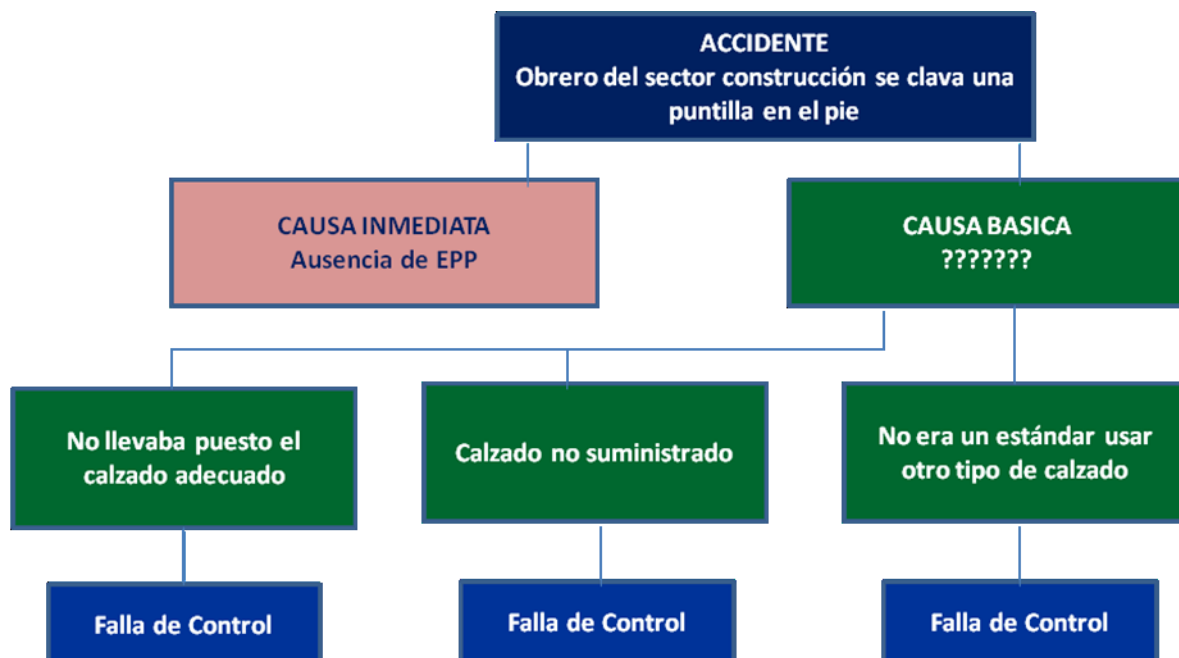 ACCIDENTE
Obrero del sector construcción se clava una
puntilla en el pie
CAUSA INMEDIATA
Ausencia de EPP
CAUSA BASICA
???????
No llevaba puesto el
calzado adecuado
Calzado no suministrado
No era un estándar usar
otro tipo de calzado
Falla de Control
Falla de Control
Falla de Control